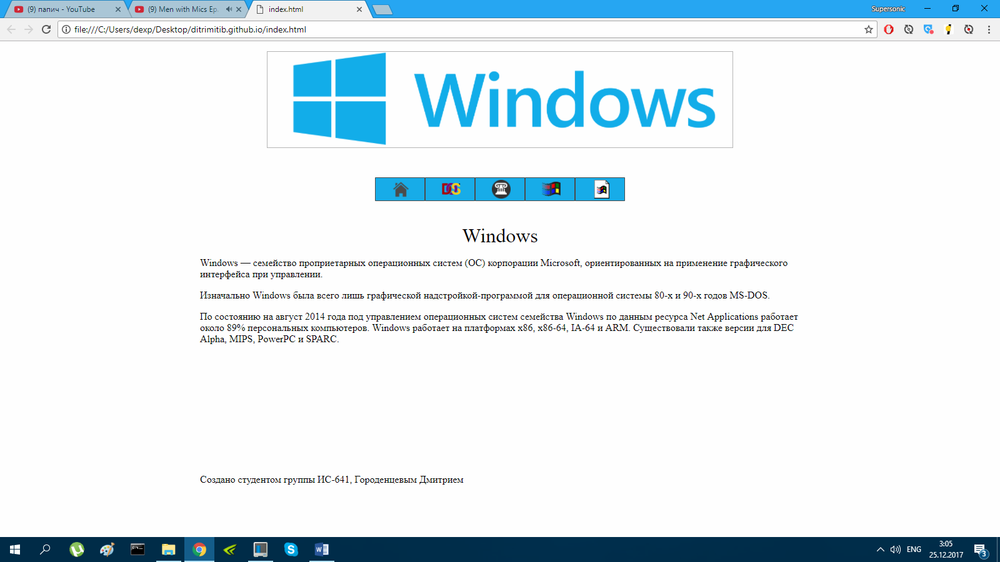 (9) папич - YouTube
(9) Men with Mics Ep
index.html
Supersonic
file:///C:/Users/dexp/Desktop/ditrimitib.github.io/index.html
Windows
DOS
Windows
Windows — семейство проприетарных операционных систем (ОС) корпорации Microsoft, ориентированных на применение графического
интерфейса при управлении.
Изначально Windows была всего лишь графической надстройкой-программой для операционной системы 80-х и 90-х годов MS-DOS.
По состоянию на август 2014 года под управлением операционных систем семейства Windows по данным ресурса Net Applications работает
около 89% персональных компьютеров. Windows работает на платформах x86, x86-64, IA-64 и ARM. Существовали также версии для DEC
Alpha, MIPS, PowerPC и SPARC.
Создано студентом группы ИС-641, Городенцевым Дмитрием
ENG
3:05
25.12.2017
3